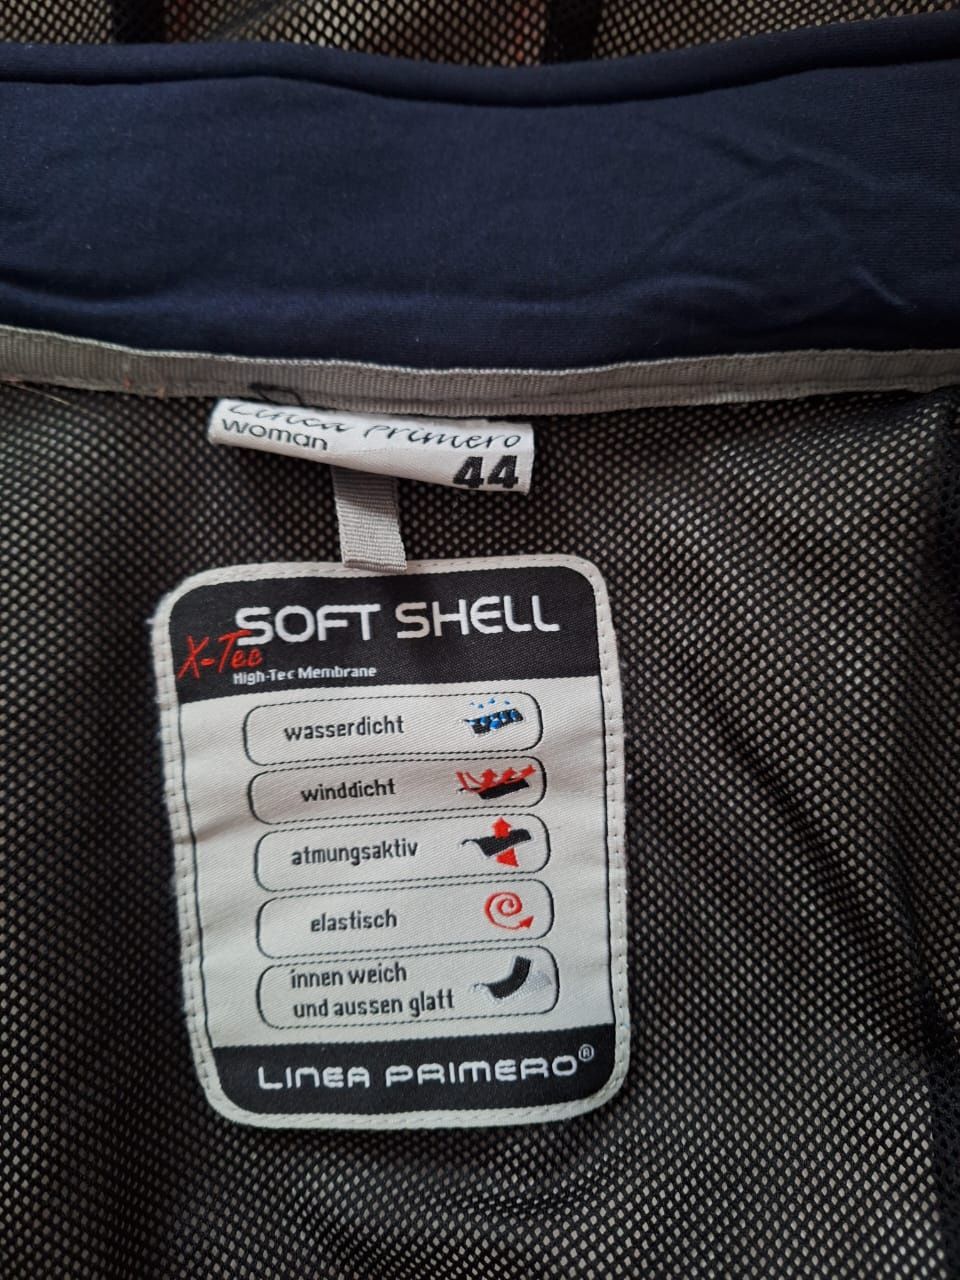 Linea Primero
woman
44
SOFT SHELL
X-Tec
High-Tec Membrane
wasserdicht
winddicht
atmungsaktiv
elastisch
innen weich
und aussen glatt
LINEA PRIMERO®